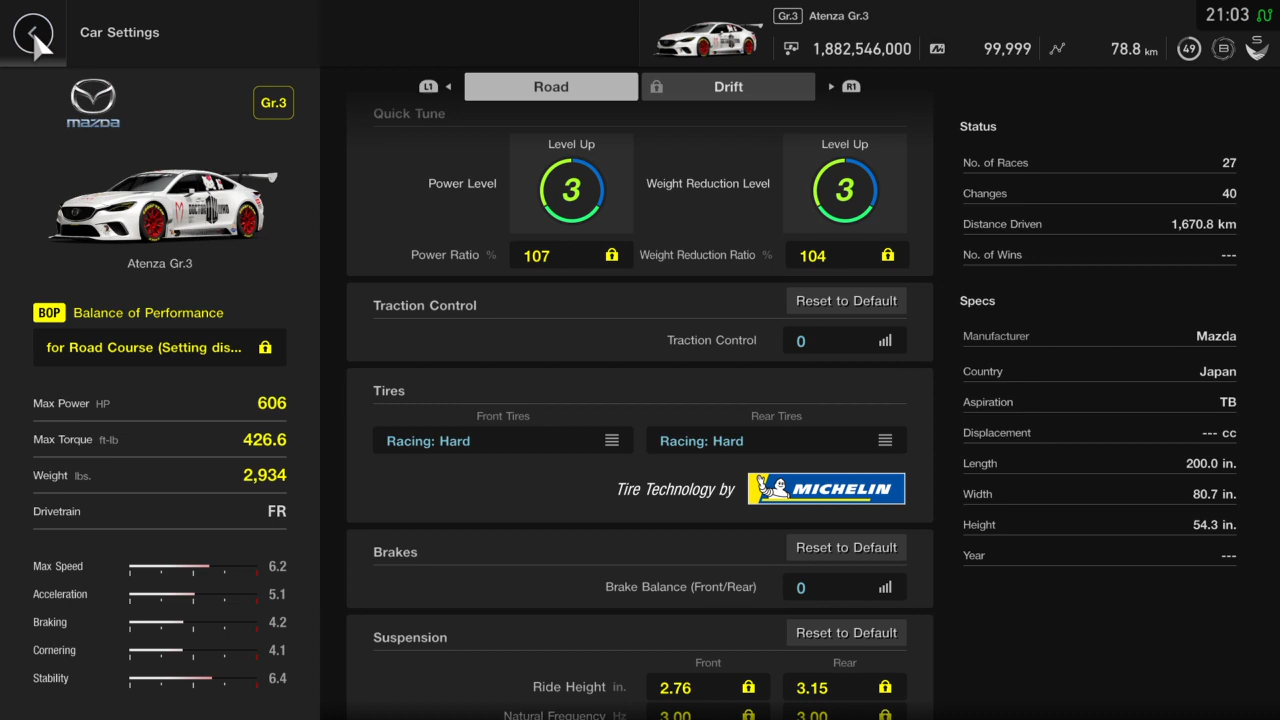 Car Settings
Gr.3 Atenza Gr.3
1,882,546,000 99,999 78.8 km 49 B S
21:03
mazda
Gr.3
Atenza Gr.3
BOP Balance of Performance
for Road Course (Setting dis...
Max Power HP 606
Max Torque ft-lb 426.6
Weight lbs. 2,934
Drivetrain FR
Max Speed 6.2
Acceleration 5.1
Braking 4.2
Cornering 4.1
Stability 6.4
L1 Road Drift R1
Quick Tune
Level Up Level Up
Power Level 3 Weight Reduction Level 3
Power Ratio % 107 Weight Reduction Ratio % 104
Traction Control Reset to Default
Traction Control 0
Tires
Front Tires Rear Tires
Racing: Hard Racing: Hard
Tire Technology by MICHELIN
Brakes Reset to Default
Brake Balance (Front/Rear) 0
Suspension Reset to Default
Front Rear
Ride Height in. 2.76 3.15
Natural Frequency Hz 3.00 3.00
Status
No. of Races 27
Changes 40
Distance Driven 1,670.8 km
No. of Wins ---
Specs
Manufacturer Mazda
Country Japan
Aspiration TB
Displacement --- cc
Length 200.0 in.
Width 80.7 in.
Height 54.3 in.
Year ---